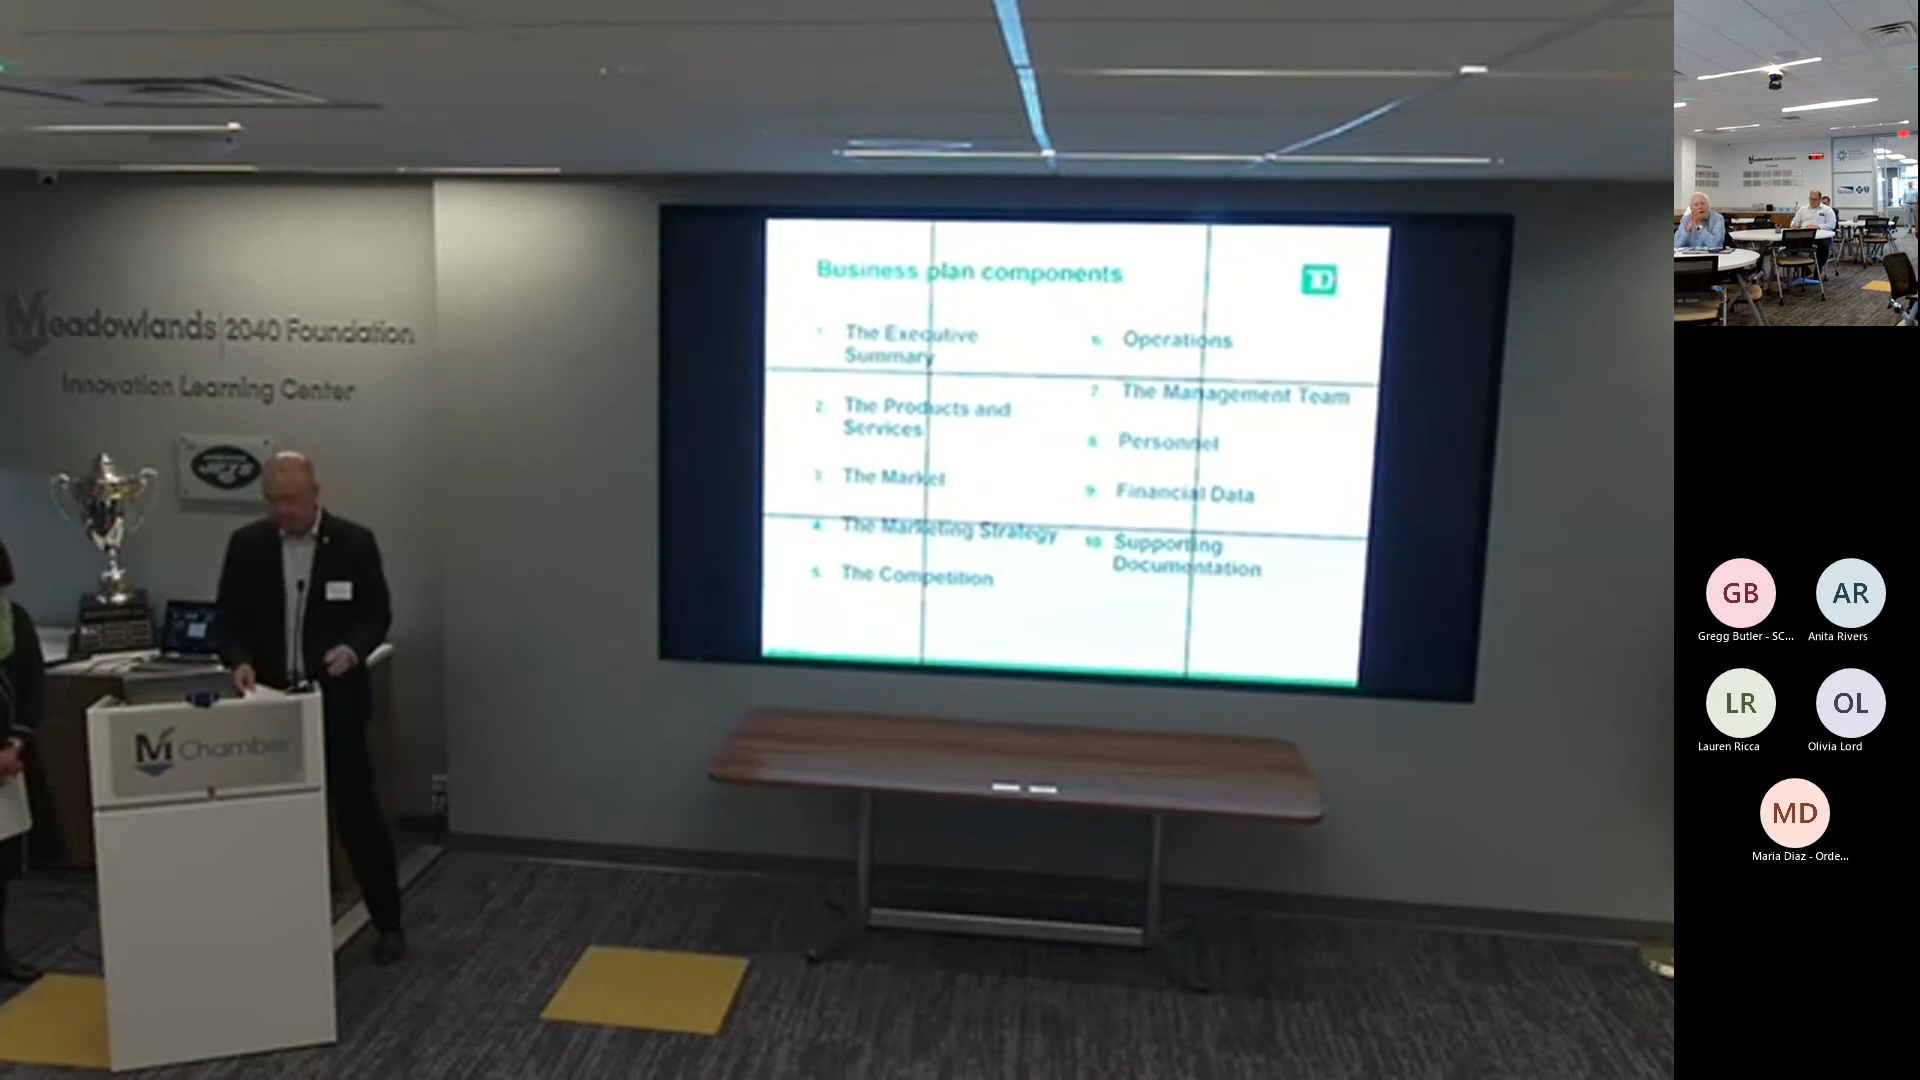 Meadowlands 2040 Foundation
Innovation Learning Center
M Chamber
Business plan components
TD
1. The Executive
Summary
2. The Products and
Services
3. The Market
4. The Marketing Strategy
5. The Competition
6. Operations
7. The Management Team
8. Personnel
9. Financial Data
10. Supporting
Documentation
GB
Gregg Butler - SC...
AR
Anita Rivers
LR
Lauren Ricca
OL
Olivia Lord
MD
Maria Diaz - Orde...